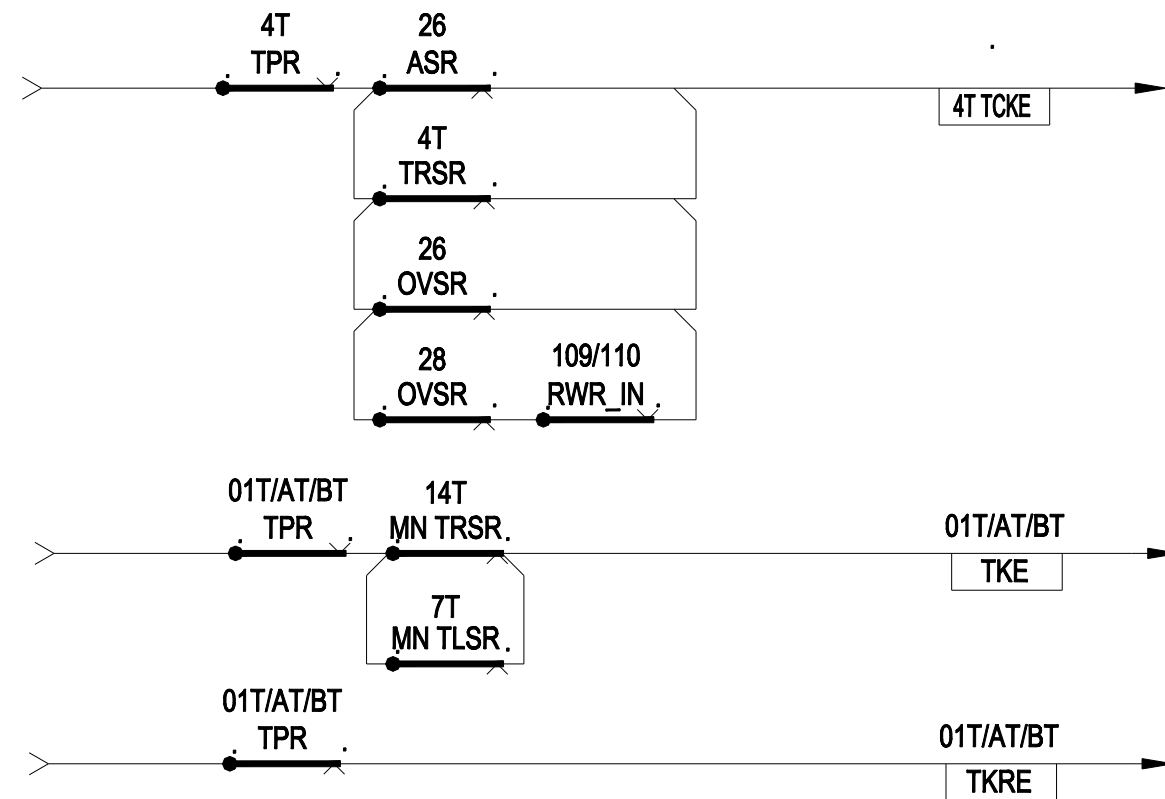 4T
TPR
26
ASR
4T TCKE
4T
TRSR
26
OVSR
28
OVSR
109/110
RWR_IN
01T/AT/BT
TPR
14T
MN TRSR
01T/AT/BT
TKE
7T
MN TLSR
01T/AT/BT
TPR
01T/AT/BT
TKRE